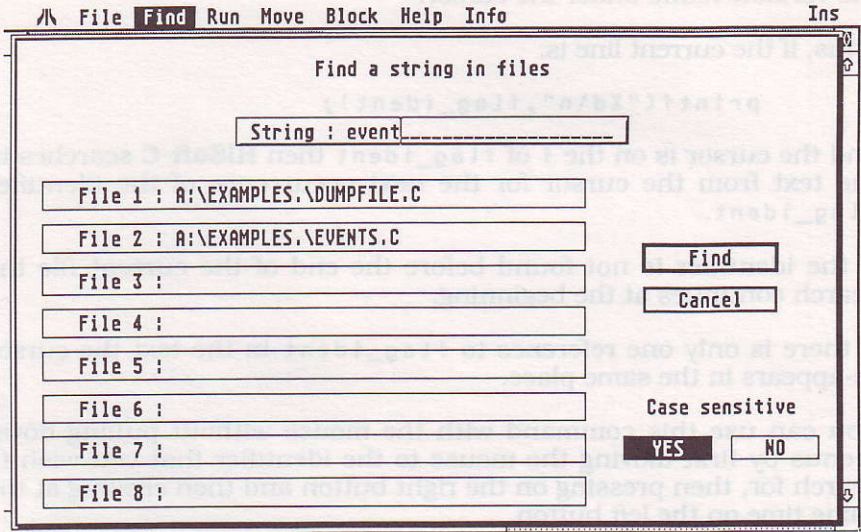 File Find Run Move Block Help Info Ins
Find a string in files
String : event____________________
File 1 : A:\EXAMPLES.\DUMPFILE.C
File 2 : A:\EXAMPLES.\EVENTS.C
File 3 :
File 4 :
File 5 :
File 6 :
File 7 :
File 8 :
Find
Cancel
Case sensitive
YES NO